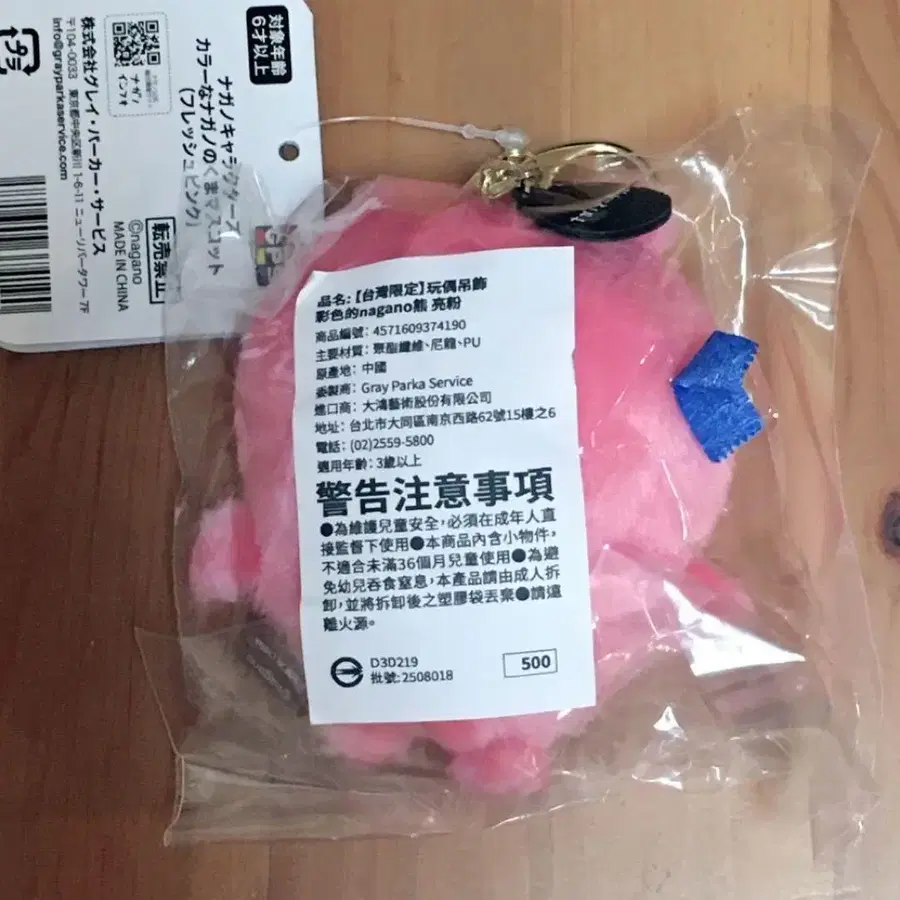 対象年齢
6才以上
ナガノキャラクターズ
カラーなナガノのくまマスコット
(フレッシュピンク)
ナガノ
インフォ
転売禁止
©nagano
MADE IN CHINA
株式会社グレイ・パーカー・サービス
〒104-0033 東京都中央区新川 1-6-11 ニューリバータワー 7F
info@grayparkaservice.com
プラ
品名:【台灣限定】玩偶吊飾
彩色的nagano熊 亮粉
商品編號: 4571609374190
主要材質: 聚酯纖維、尼龍、PU
原產地: 中國
委製商: Gray Parka Service
進口商: 大鴻藝術股份有限公司
地址: 台北市大同區南京西路62號15樓之6
電話: (02)2559-5800
適用年齡: 3歲以上
警告注意事項
●為維護兒童安全,必須在成年人直
接監督下使用●本商品內含小物件,
不適合未滿36個月兒童使用●為避
免幼兒吞食窒息,本產品請由成人拆
卸,並將拆卸後之塑膠袋丟棄●請遠
離火源。
D3D219
批號:2508018
500